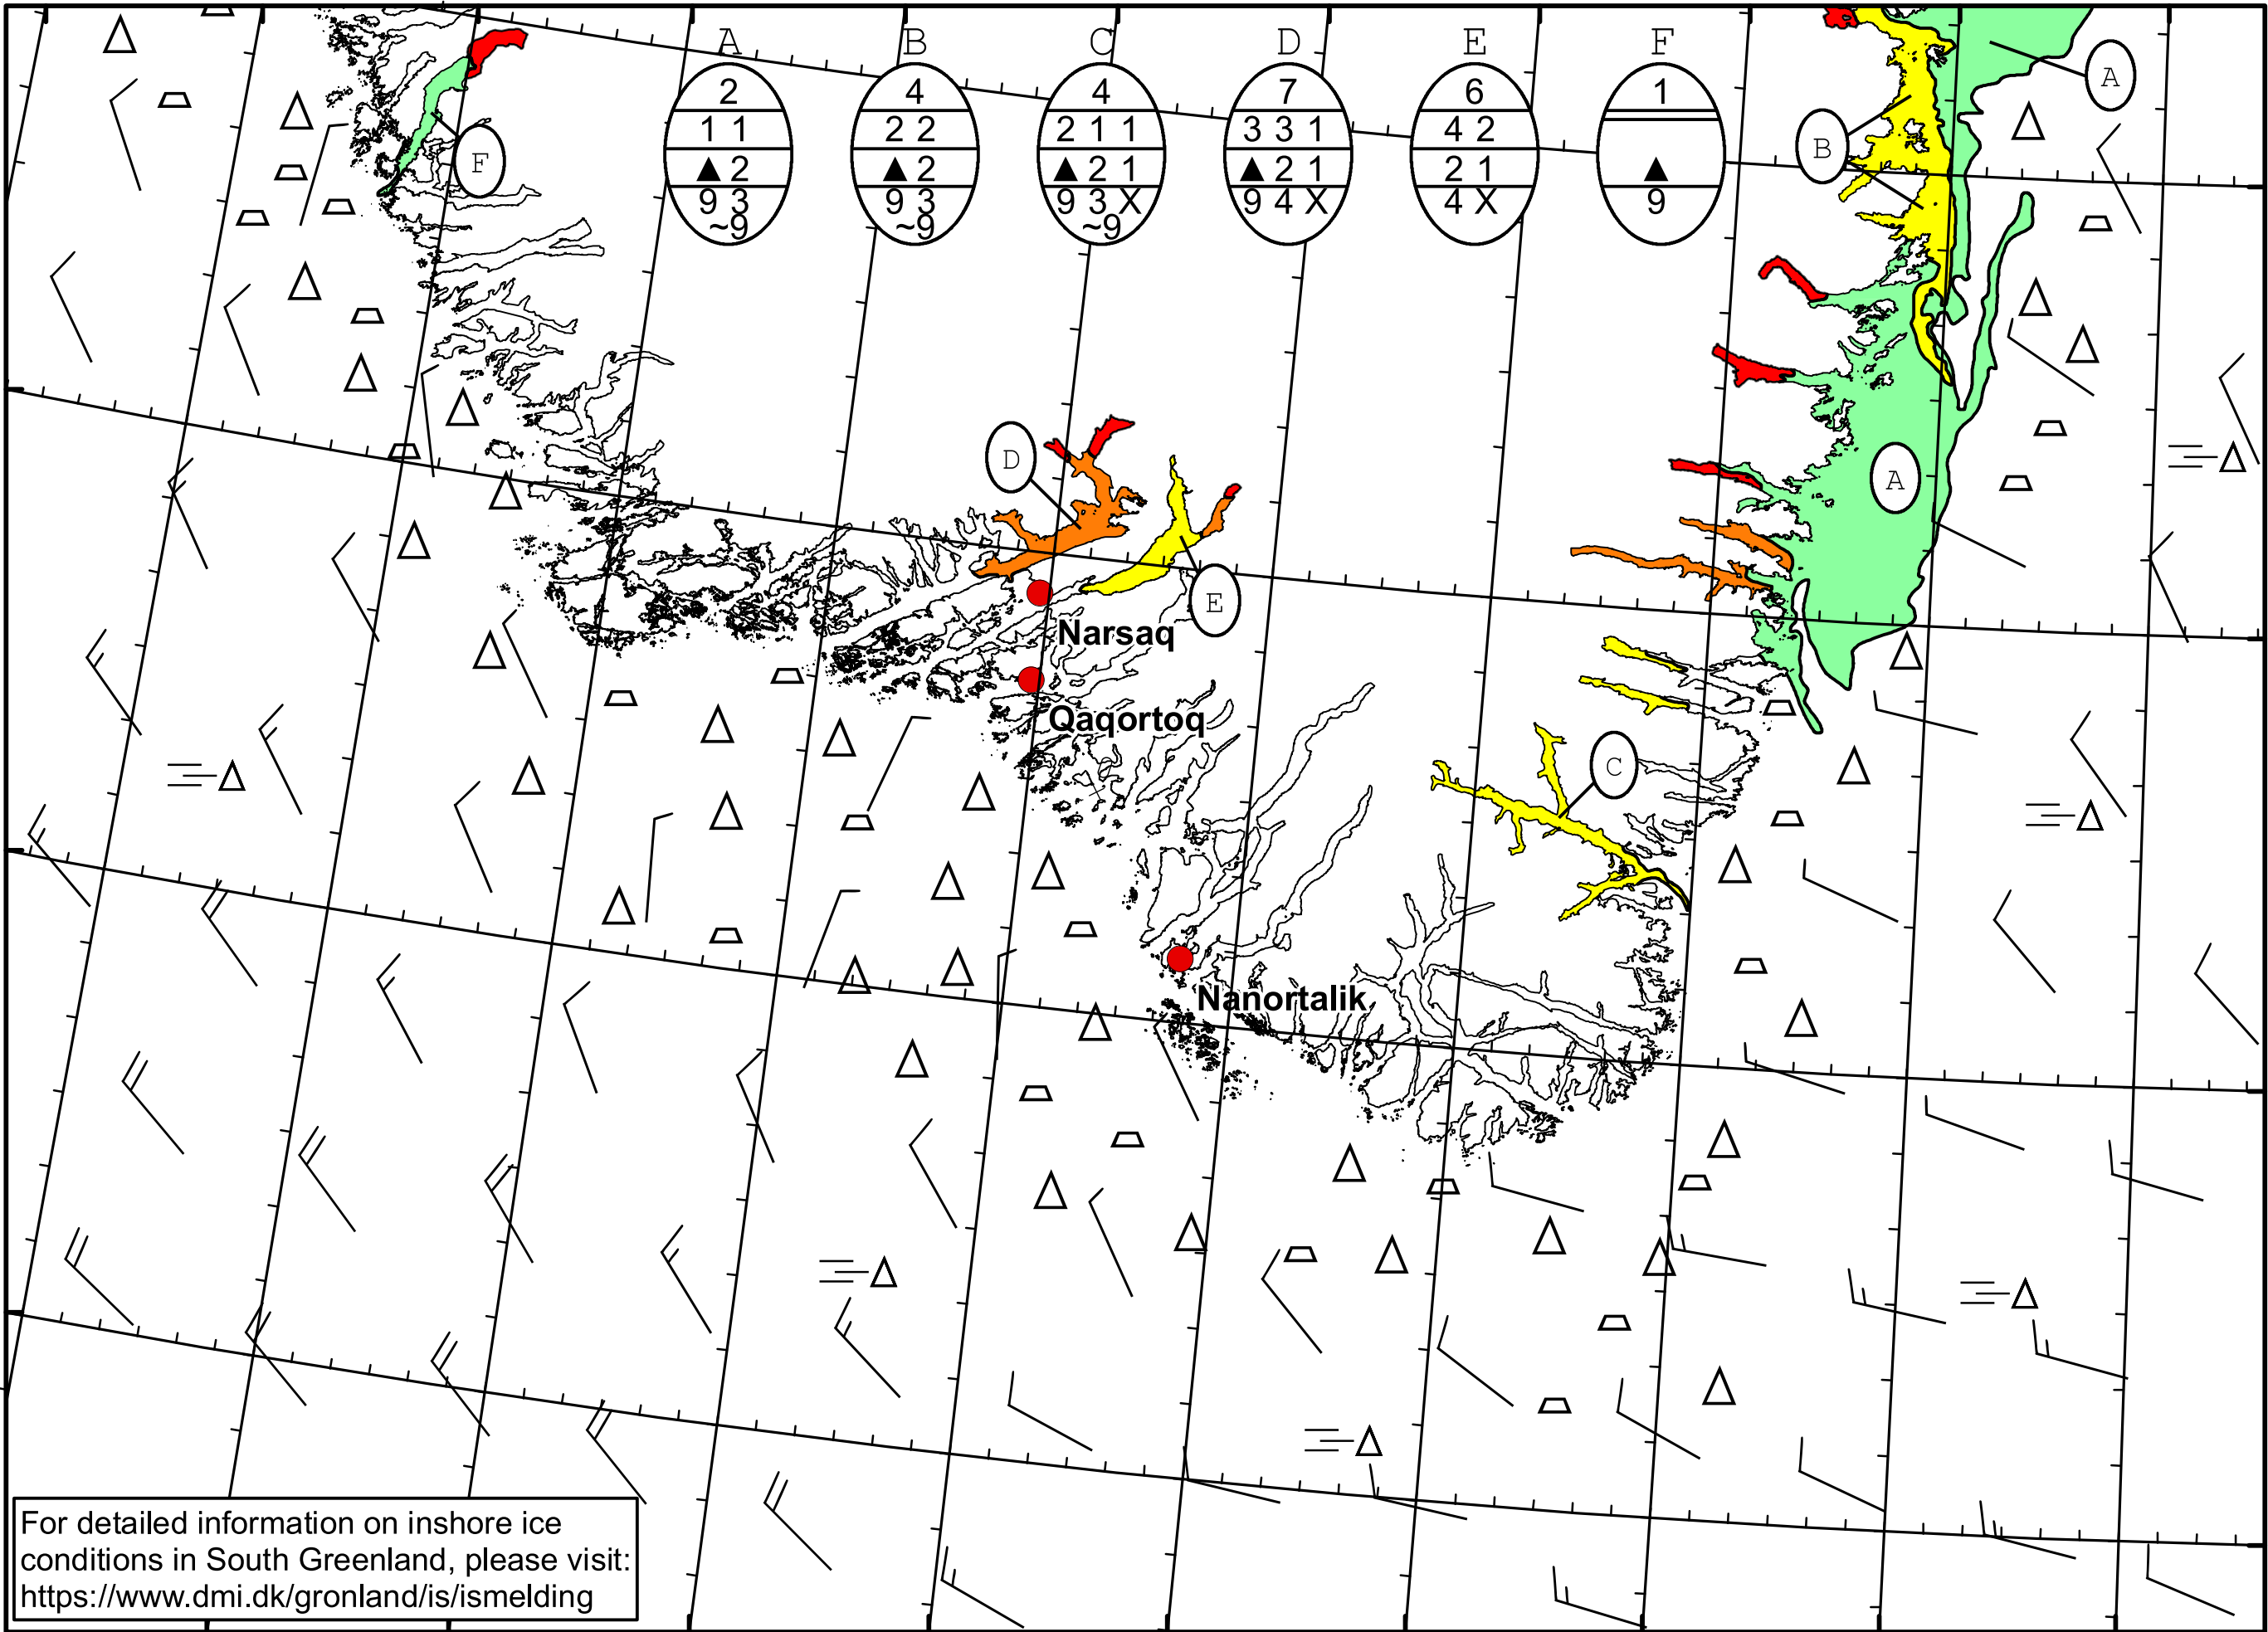 A B C D E F
2 4 4 7 6 1
1 1 2 2 2 1 1 3 3 1 4 2
▲ 2 ▲ 2 ▲ 2 1 ▲ 2 1 2 1 ▲
9 3 9 3 9 3 X 9 4 X 4 X 9
~9 ~9 ~9
A
B
F
D
A
E
Narsaq
Qaqortoq
C
Nanortalik
For detailed information on inshore ice
conditions in South Greenland, please visit:
https://www.dmi.dk/gronland/is/ismelding